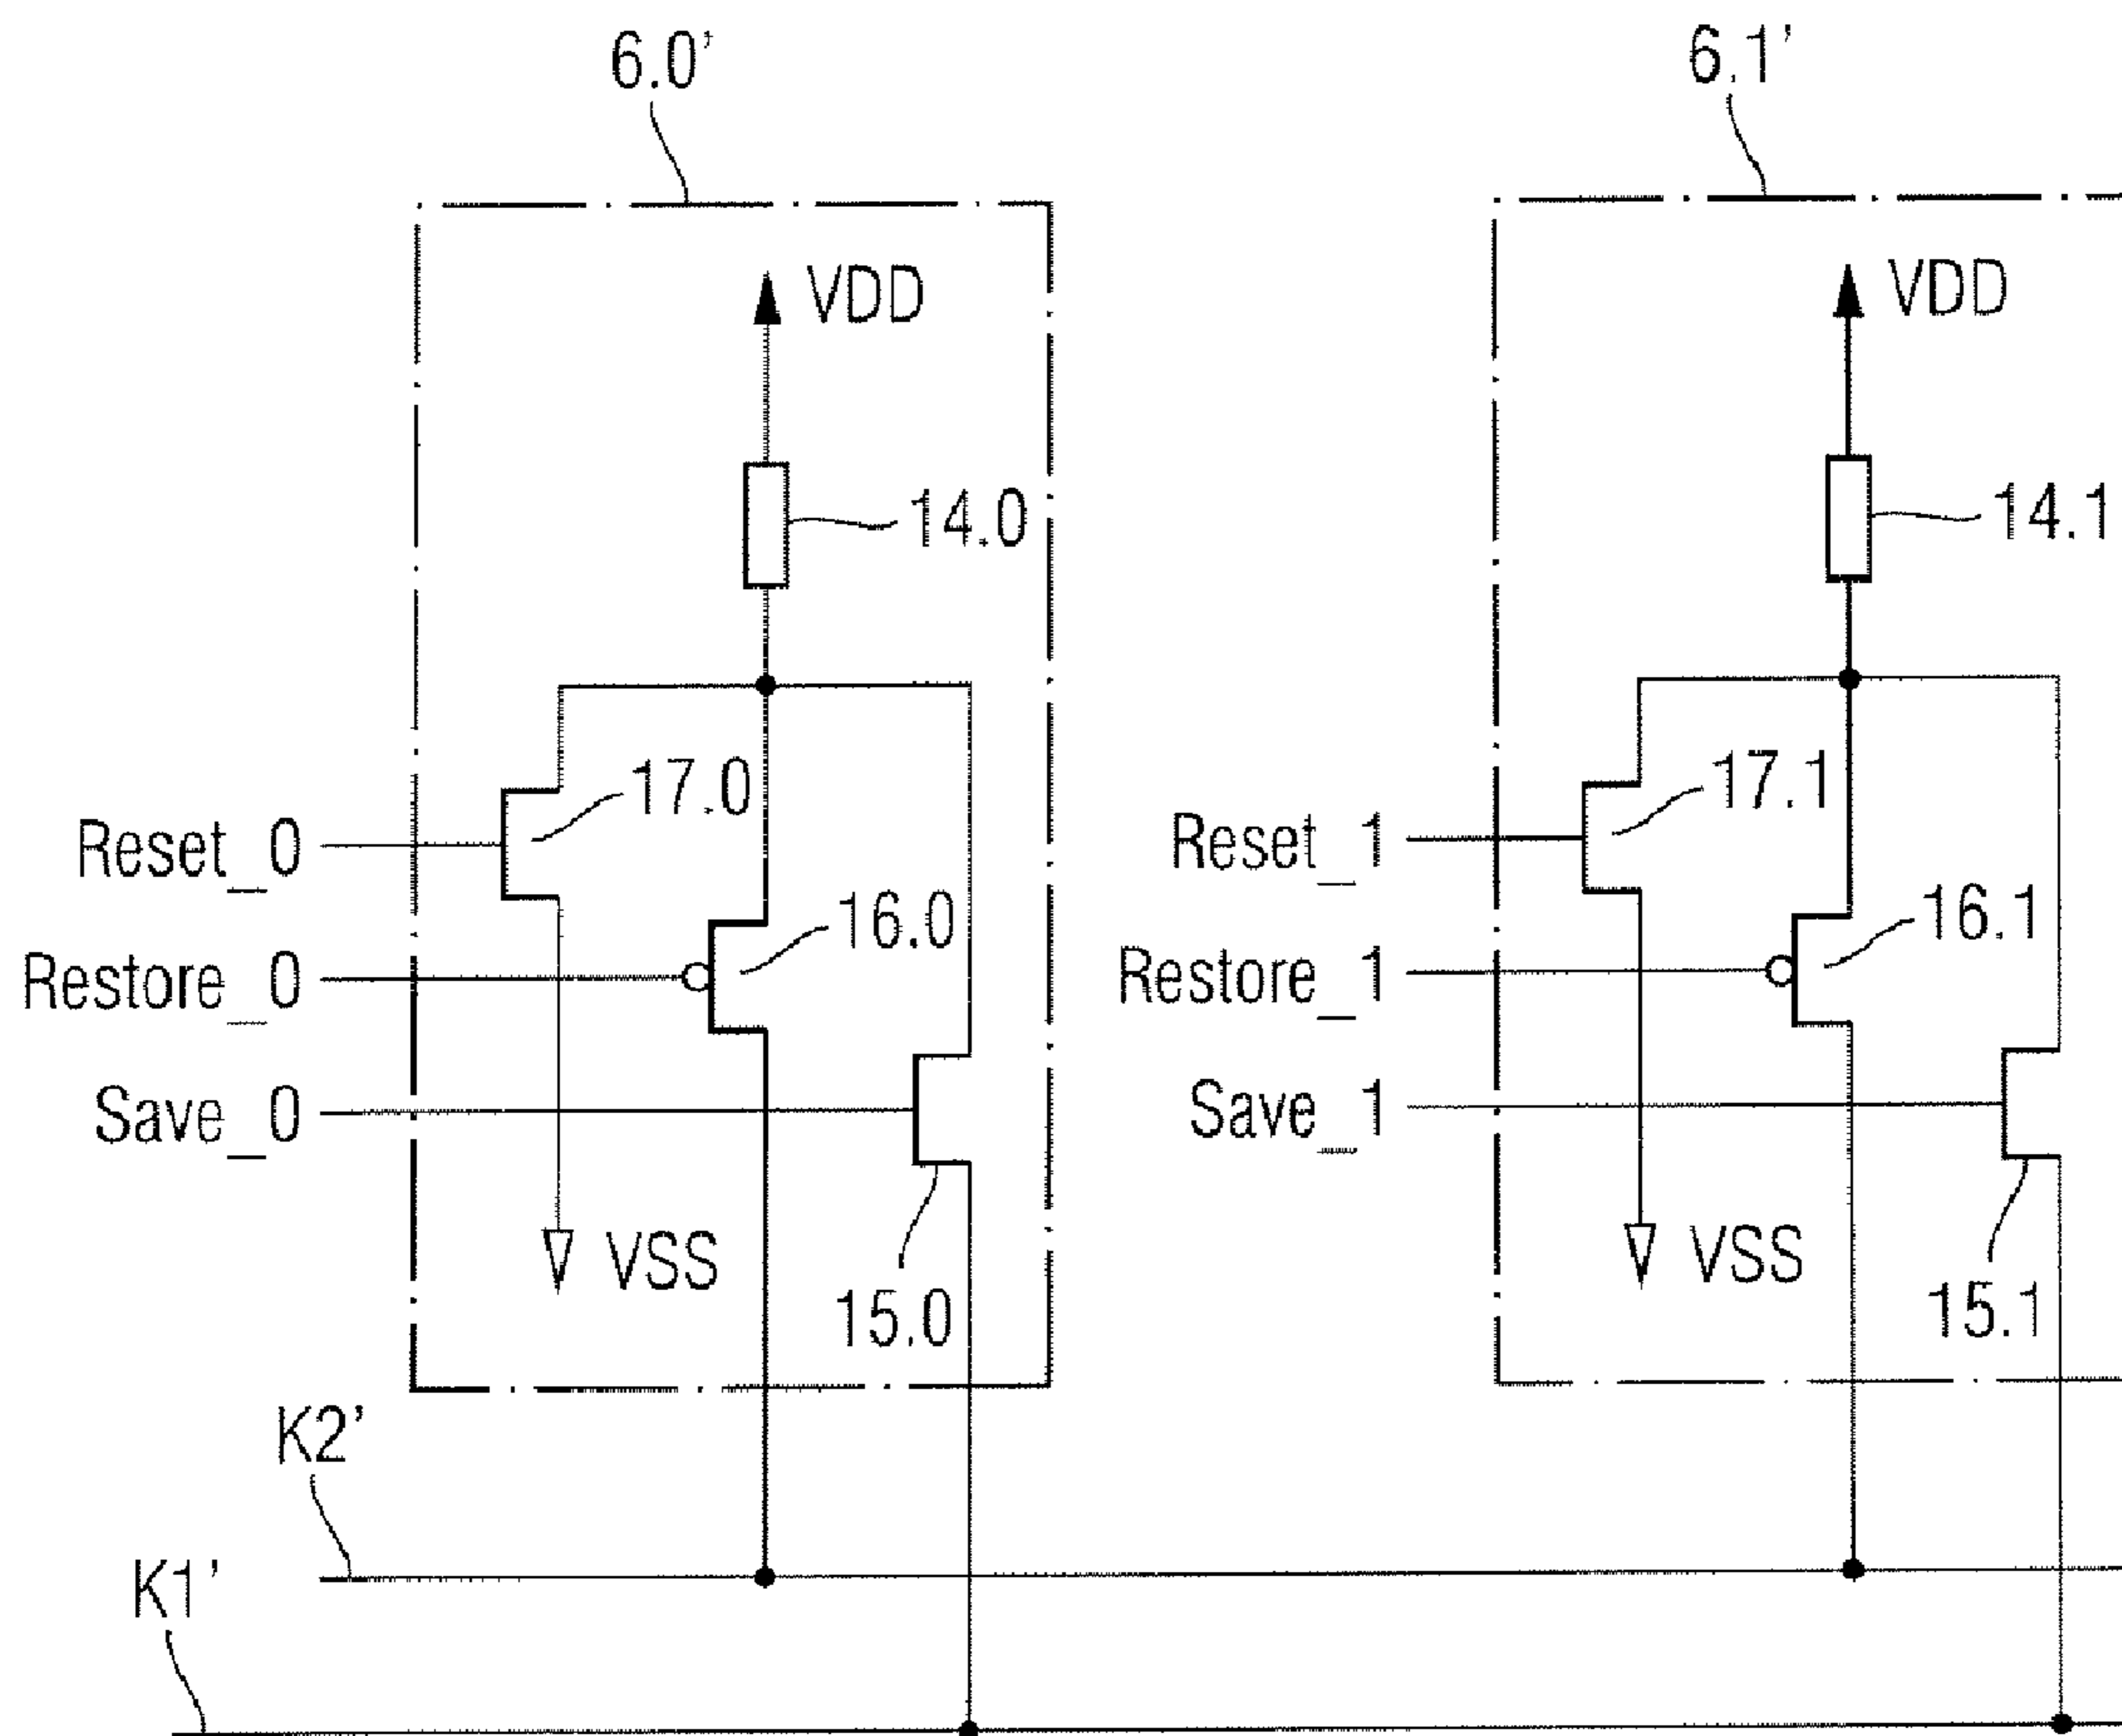 6.0'
6.1'
VDD
VDD
14.0
14.1
17.0
17.1
Reset_0
Reset_1
16.0
16.1
Restore_0
Restore_1
Save_0
Save_1
VSS
VSS
15.0
15.1
K2'
K1'